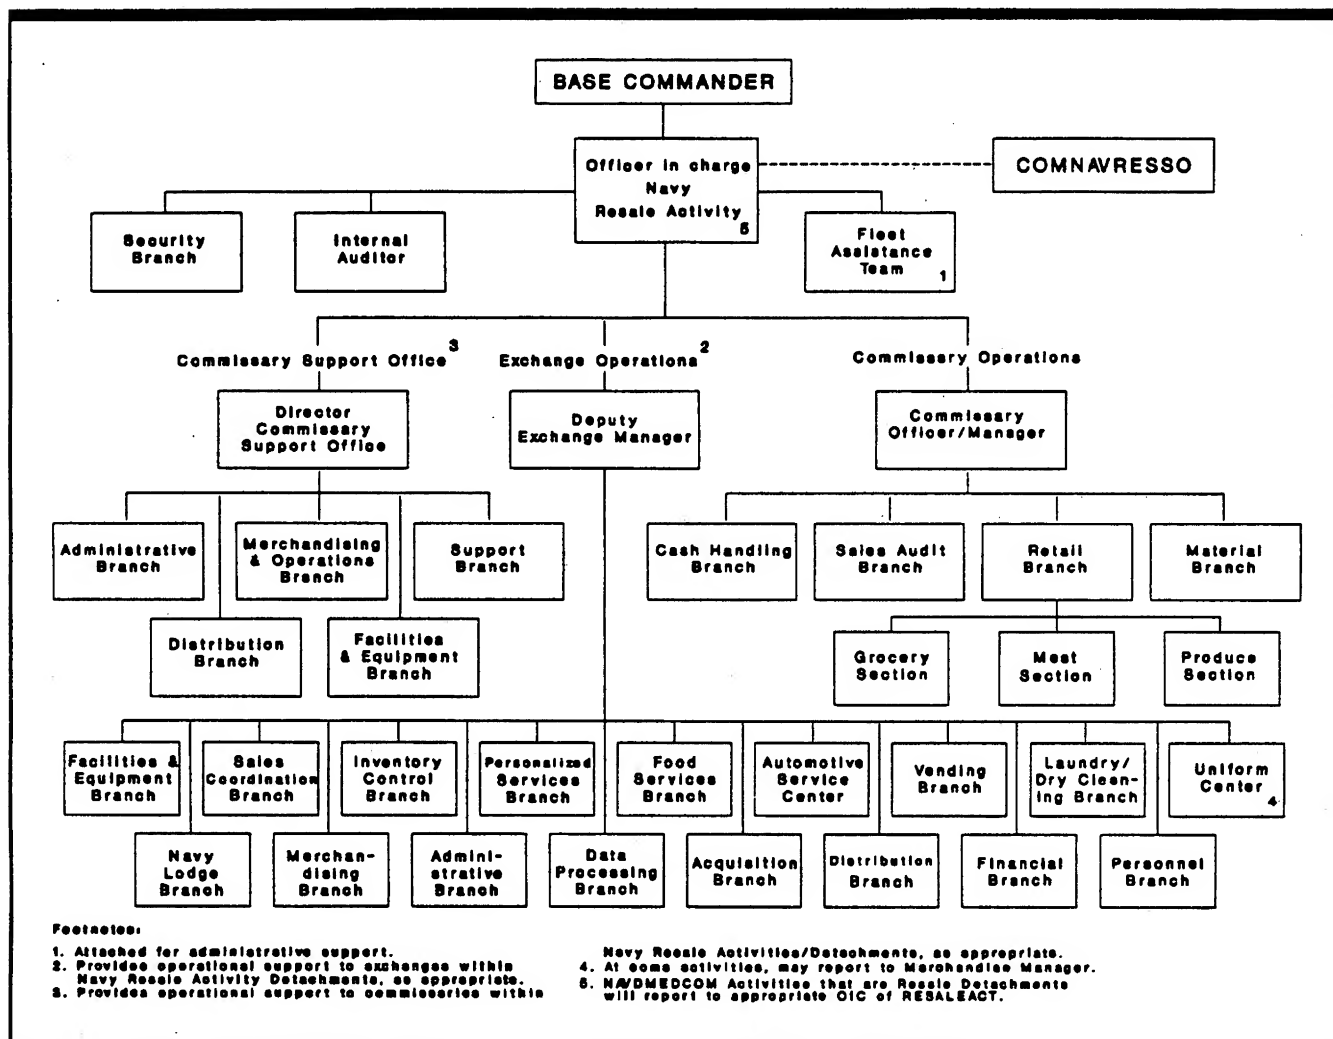 BASE COMMANDER
Officer in charge
Navy
Resale Activity
5
COMNAVRESSO
Security
Branch
Internal
Auditor
Fleet
Assistance
Team
1
Commissary Support Office 3
Exchange Operations 2
Commissary Operations
Director
Commissary
Support Office
Deputy
Exchange Manager
Commissary
Officer/Manager
Administrative
Branch
Merchandising
& Operations
Branch
Support
Branch
Cash Handling
Branch
Sales Audit
Branch
Retail
Branch
Material
Branch
Distribution
Branch
Facilities
& Equipment
Branch
Grocery
Section
Meat
Section
Produce
Section
Facilities &
Equipment
Branch
Sales
Coordination
Branch
Inventory
Control
Branch
Personalized
Services
Branch
Food
Services
Branch
Automotive
Service
Center
Vending
Branch
Laundry/
Dry Clean-
ing Branch
Uniform
Center
4
Navy
Lodge
Branch
Merchan-
dising
Branch
Admini-
strative
Branch
Data
Processing
Branch
Acquisition
Branch
Distribution
Branch
Financial
Branch
Personnel
Branch
Footnotes:
1. Attached for administrative support.
2. Provides operational support to exchanges within
Navy Resale Activity Detachments, as appropriate.
3. Provides operational support to commissaries within
Navy Resale Activities/Detachments, as appropriate.
4. At some activities, may report to Merchandise Manager.
5. NAVDMEDCOM Activities that are Resale Detachments
will report to appropriate OIC of RESALEACT.